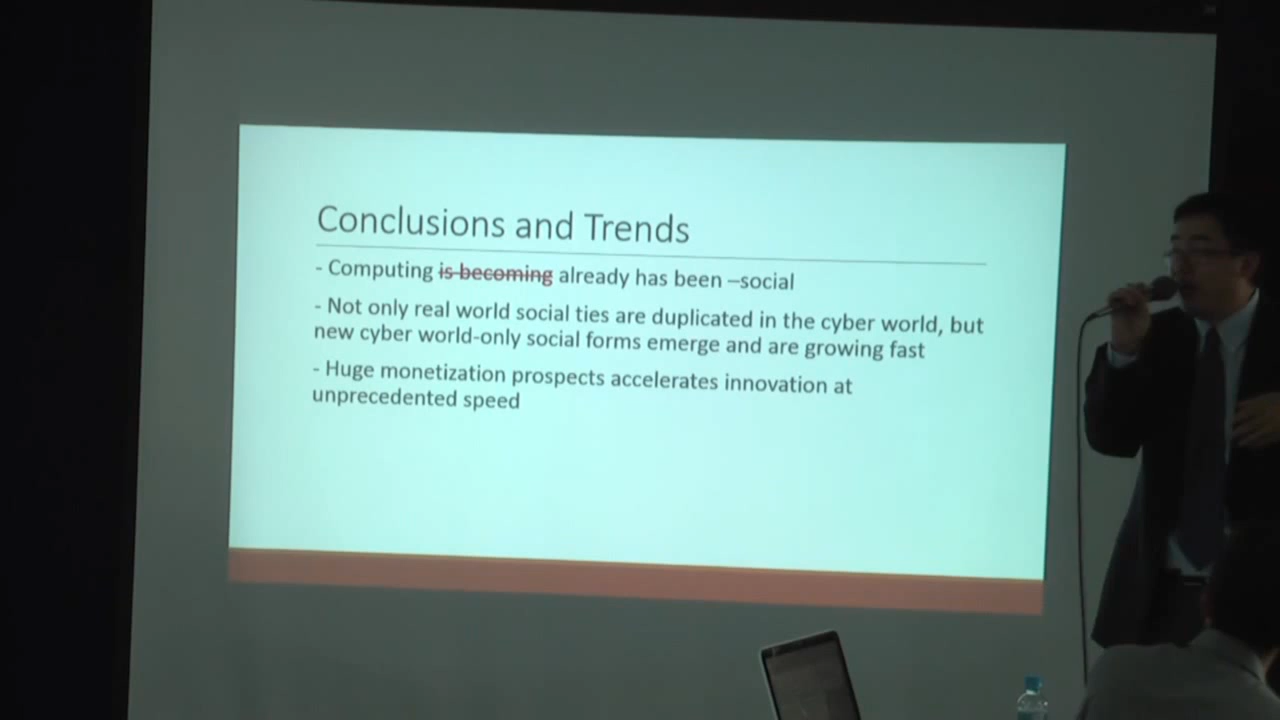 Conclusions and Trends
- Computing is becoming already has been –social
- Not only real world social ties are duplicated in the cyber world, but
new cyber world-only social forms emerge and are growing fast
- Huge monetization prospects accelerates innovation at
unprecedented speed